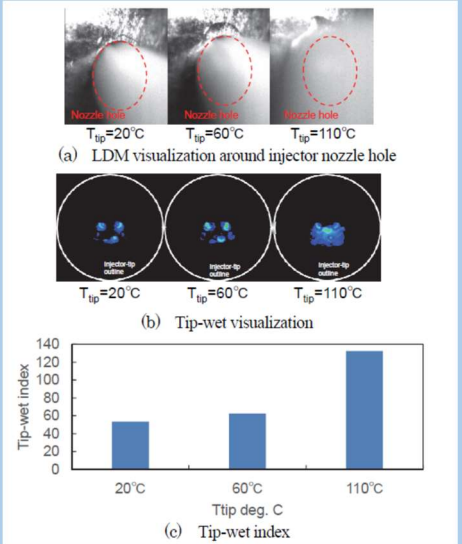 Nozzle hole Nozzle hole Nozzle hole
Ttip=20°C Ttip=60°C Ttip=110°C
(a) LDM visualization around injector nozzle hole
Injector-tip outline Injector-tip outline Injector-tip outline
Ttip=20°C Ttip=60°C Ttip=110°C
(b) Tip-wet visualization
140
120
100
80
60
40
20
0
Tip-wet index
20°C 60°C 110°C
Ttip deg. C
(c) Tip-wet index